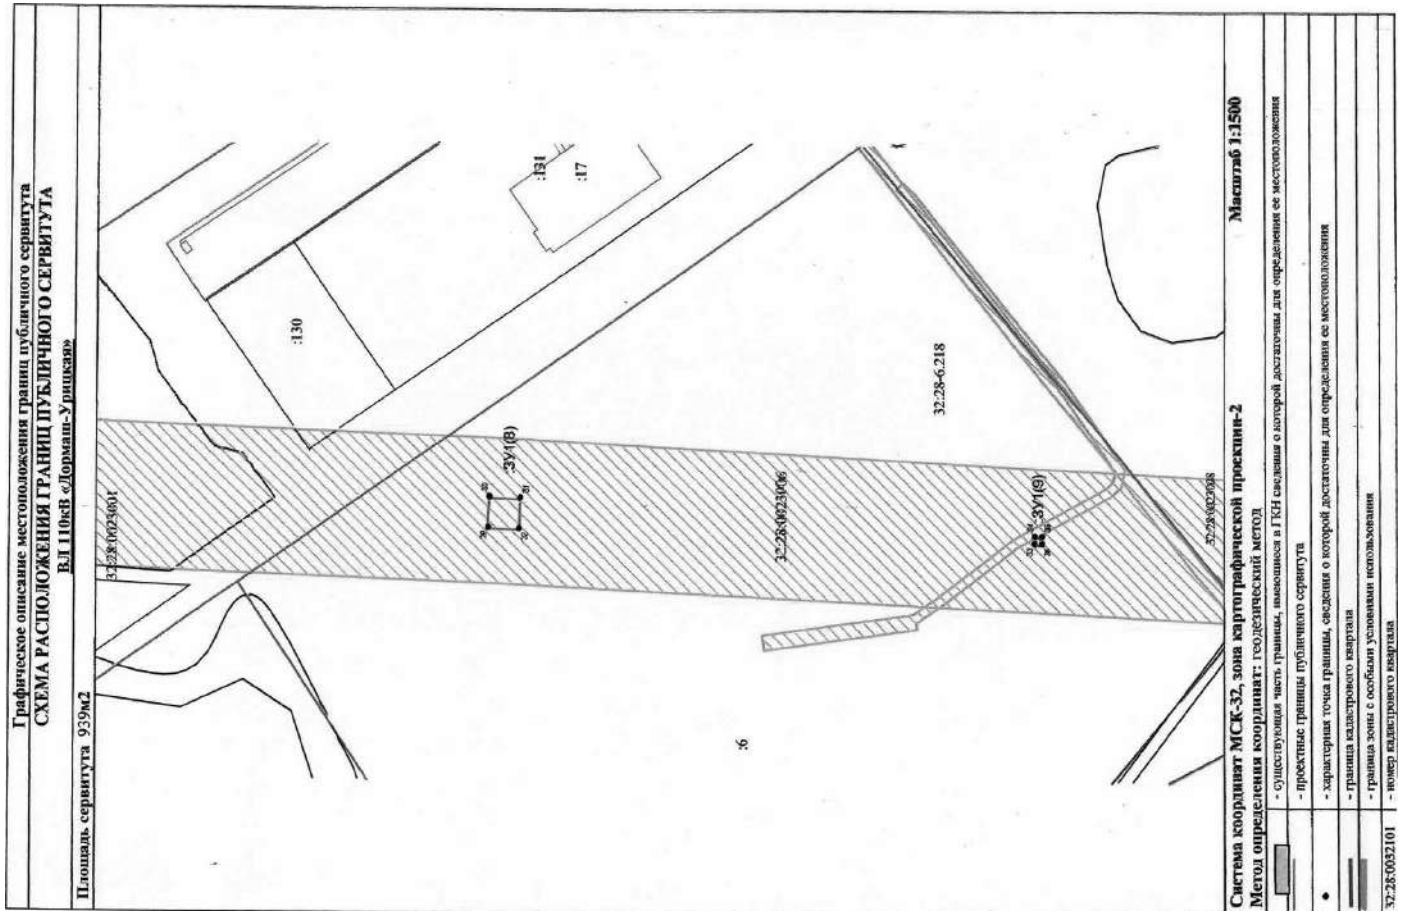 Графическое описание местоположения границ публичного сервитута
СХЕМА РАСПОЛОЖЕНИЯ ГРАНИЦ ПУБЛИЧНОГО СЕРВИТУТА
ВЛ 110кВ «Дормаш-Урицкая»
Площадь сервитута 939м2
32:28:0023001
:130
:131
:17
:ЗУ1(8)
32:28:0023006
32:28-6.218
:ЗУ1(9)
32:28:0023008
:6
Система координат МСК-32, зона картографической проекции-2
Масштаб 1:1500
Метод определения координат: геодезический метод
- существующая часть границы, имеющиеся в ГКН сведения о которой достаточны для определения ее местоположения
- проектные границы публичного сервитута
- характерная точка границы, сведения о которой достаточны для определения ее местоположения
- граница кадастрового квартала
- граница зоны с особыми условиями использования
32:28:0032101
- номер кадастрового квартала